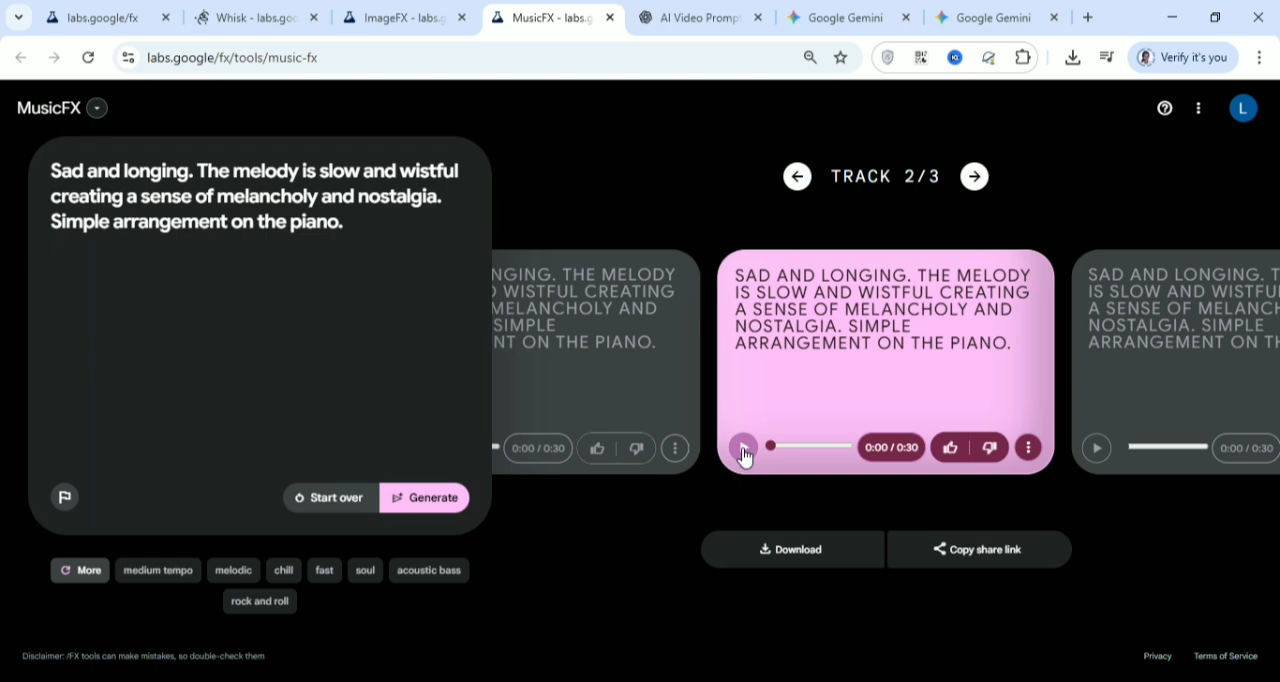 labs.google/fx
Whisk - labs.goo
ImageFX - labs.g
MusicFX - labs.g
AI Video Prompt
Google Gemini
Google Gemini
labs.google/fx/tools/music-fx
Verify it's you
MusicFX
L
Sad and longing. The melody is slow and wistful
creating a sense of melancholy and nostalgia.
Simple arrangement on the piano.
Start over
Generate
More
medium tempo
melodic
chill
fast
soul
acoustic bass
rock and roll
TRACK 2/3
NGING. THE MELODY
WISTFUL CREATING
MELANCHOLY AND
SIMPLE
NT ON THE PIANO.
0:00 / 0:30
SAD AND LONGING. THE MELODY
IS SLOW AND WISTFUL CREATING
A SENSE OF MELANCHOLY AND
NOSTALGIA. SIMPLE
ARRANGEMENT ON THE PIANO.
0:00 / 0:30
SAD AND LONGING. T
IS SLOW AND WISTFU
A SENSE OF MELANCH
NOSTALGIA. SIMPLE
ARRANGEMENT ON TH
0:00 / 0:30
Download
Copy share link
Disclaimer: /FX tools can make mistakes, so double-check them
Privacy
Terms of Service